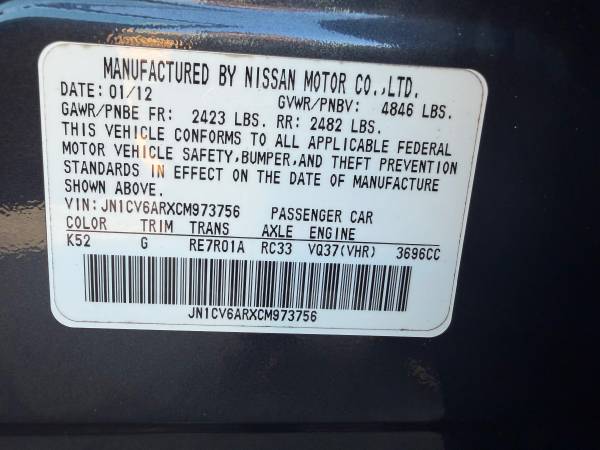 MANUFACTURED BY NISSAN MOTOR CO.,LTD.
DATE: 01/12 GVWR/PNBV: 4846 LBS.
GAWR/PNBE FR: 2423 LBS. RR: 2482 LBS.
THIS VEHICLE CONFORMS TO ALL APPLICABLE FEDERAL
MOTOR VEHICLE SAFETY,BUMPER,AND THEFT PREVENTION
STANDARDS IN EFFECT ON THE DATE OF MANUFACTURE
SHOWN ABOVE.
VIN:JN1CV6ARXCM973756 PASSENGER CAR
COLOR TRIM TRANS AXLE ENGINE
K52 G RE7R01A RC33 VQ37(VHR) 3696CC
JN1CV6ARXCM973756